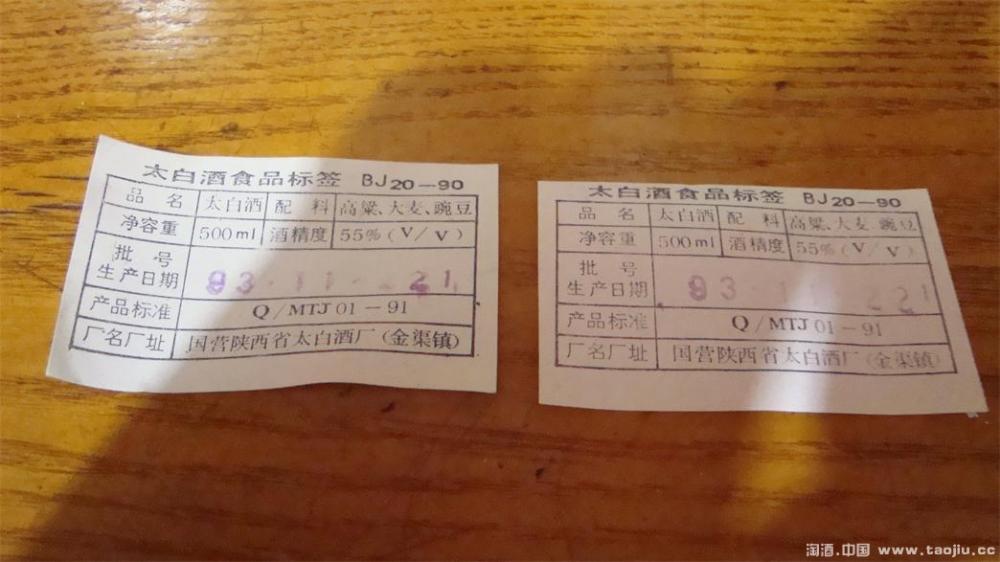 太白酒食品标签 BJ20-90
品名 太白酒 配料 高粱、大麦、豌豆
净容重 500ml 酒精度 55%(V/V)
批号
生产日期 93.11. 21
产品标准 Q/MTJ01-91
厂名厂址 国营陕西省太白酒厂(金渠镇)
太白酒食品标签 BJ20-90
品名 太白酒 配料 高粱、大麦、豌豆
净容重 500ml 酒精度 55%(V/V)
批号
生产日期 93
产品标准 Q/MTJ01-91
厂名厂址 国营陕西省太白酒厂(金渠镇)
淘酒.中国 www.taojiu.cc